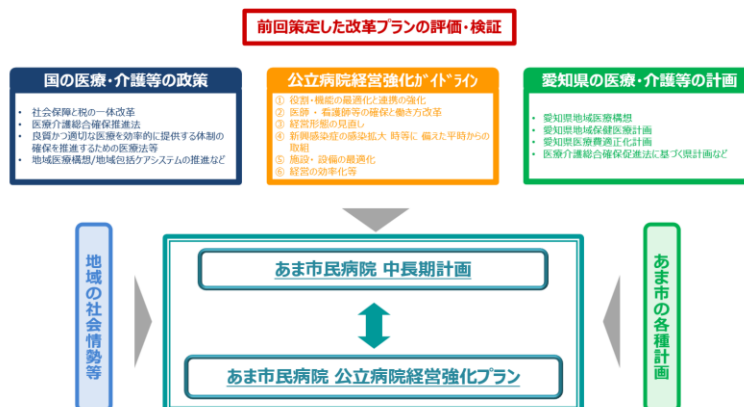 前回策定した改革プランの評価・検証
国の医療・介護等の政策
• 社会保障と税の一体改革
• 医療介護総合確保推進法
• 良質かつ適切な医療を効率的に提供する体制の
確保を推進するための医療法等
• 地域医療構想/地域包括ケアシステムの推進など
公立病院経営強化ｶﾞｲﾄﾞﾗｲﾝ
① 役割・機能の最適化と連携の強化
② 医師・看護師等の確保と働き方改革
③ 経営形態の見直し
④ 新興感染症の感染拡大 時等に 備えた平時からの
取組
⑤ 施設・設備の最適化
⑥ 経営の効率化等
愛知県の医療・介護等の計画
• 愛知県地域医療構想
• 愛知県地域保健医療計画
• 愛知県医療費適正化計画
• 医療介護総合確保促進法に基づく県計画など
地域の社会情勢等
あま市民病院 中長期計画
あま市民病院 公立病院経営強化プラン
あま市の各種計画